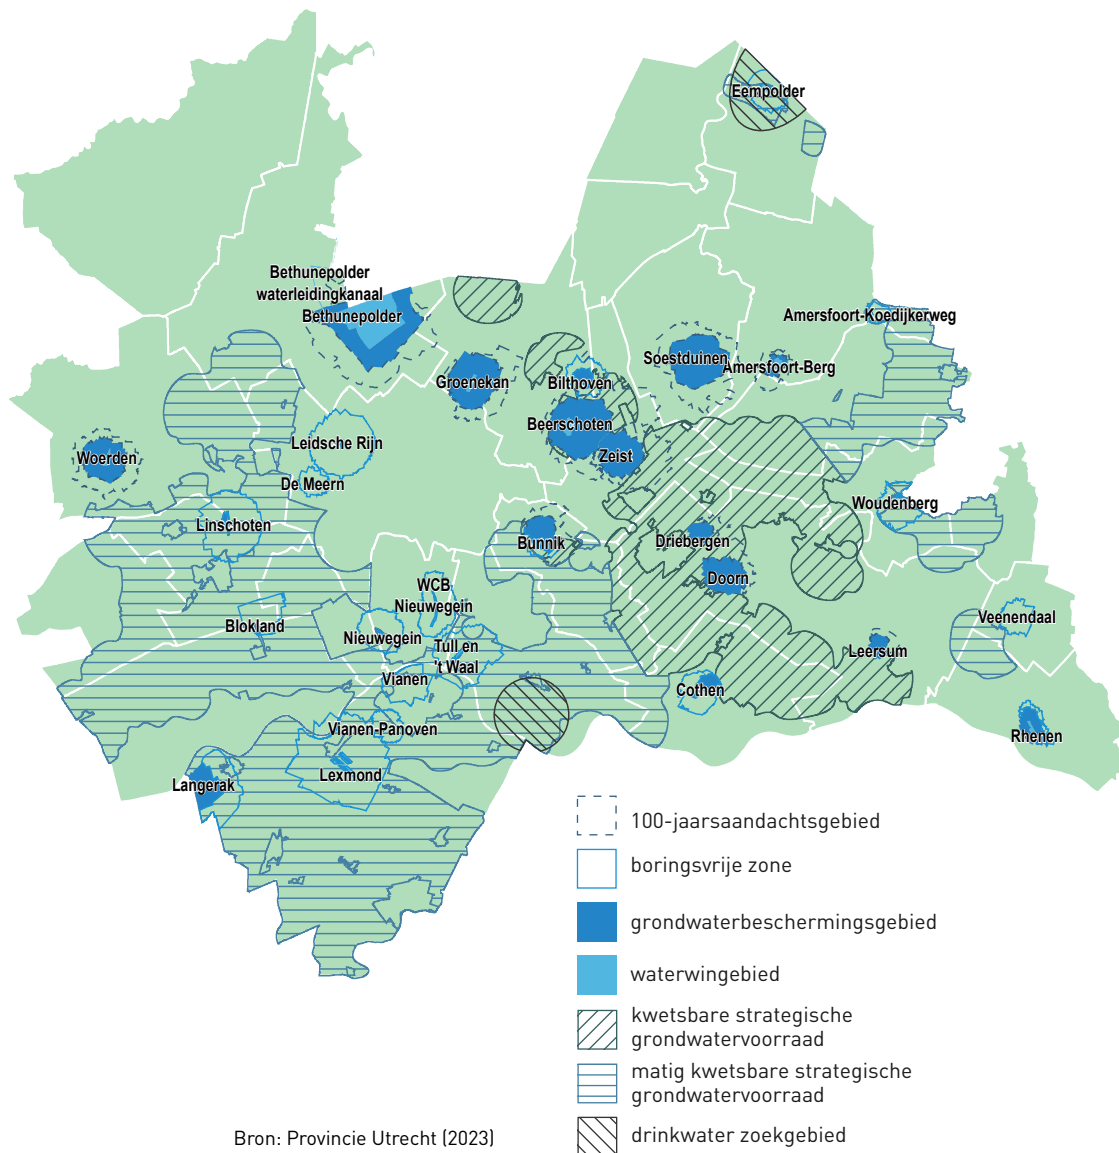 Eempolder
Bethunepolder
waterleidingkanaal
Bethunepolder
Amersfoort-Koedijkerweg
Soestduinen
Amersfoort-Berg
Groenekan
Bilthoven
Beerschoten
Zeist
Leidsche Rijn
Woerden
De Meern
Woudenberg
Linschoten
Bunnik
Driebergen
Doorn
WCB
Nieuwegein
Blokland
Nieuwegein
Tull en
't Waal
Veenendaal
Leersum
Vianen
Cothen
Vianen-Panoven
Rhenen
Lexmond
Langerak
100-jaarsaandachtsgebied
boringsvrije zone
grondwaterbeschermingsgebied
waterwingebied
kwetsbare strategische
grondwatervoorraad
matig kwetsbare strategische
grondwatervoorraad
drinkwater zoekgebied
Bron: Provincie Utrecht (2023)